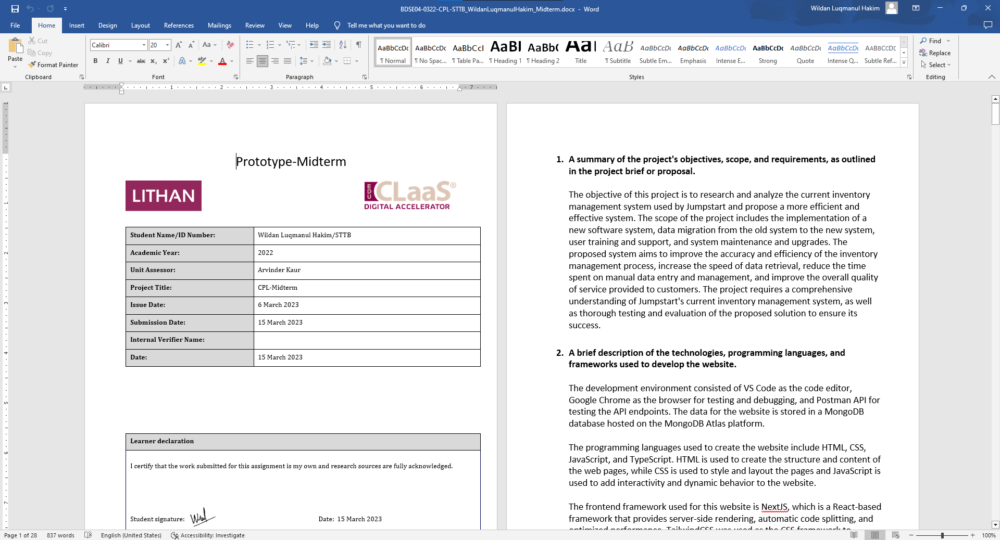 BDSE04-0322-CPL-STTB_WildanLuqmanulHakim_Midterm.docx - Word
Wildan Luqmanul Hakim
File Home Insert Design Layout References Mailings Review View Help Tell me what you want to do
Paste
Cut
Copy
Format Painter
Clipboard
Calibri 20
Font
Paragraph
AaBbCcDc AaBbCcDc AaBbCcI AaBI AaBbC AaI AaB AaBbCcDc AaBbCcDc AaBbCcDc AaBbCcDc AaBbCcDc AaBbCcDc AABBCCDE
¶ Normal ¶ No Spac... ¶ Table Pa... ¶ Heading 1 ¶ Heading 2 Title ¶ Subtitle Subtle Em... Emphasis Intense E... Strong Quote Intense Q... Subtle Ref...
Styles
Find
Replace
Select
Editing
1 2 3 4 5 6 7
Prototype-Midterm
LITHAN
EDU CLaaS®
DIGITAL ACCELERATOR
Student Name/ID Number: Wildan Luqmanul Hakim/STTB
Academic Year: 2022
Unit Assessor: Arvinder Kaur
Project Title: CPL-Midterm
Issue Date: 6 March 2023
Submission Date: 15 March 2023
Internal Verifier Name:
Date: 15 March 2023
Learner declaration
I certify that the work submitted for this assignment is my own and research sources are fully acknowledged.
Student signature: Date: 15 March 2023
1. A summary of the project's objectives, scope, and requirements, as outlined
in the project brief or proposal.
The objective of this project is to research and analyze the current inventory
management system used by Jumpstart and propose a more efficient and
effective system. The scope of the project includes the implementation of a
new software system, data migration from the old system to the new system,
user training and support, and system maintenance and upgrades. The
proposed system aims to improve the accuracy and efficiency of the inventory
management process, increase the speed of data retrieval, reduce the time
spent on manual data entry and management, and improve the overall quality
of service provided to customers. The project requires a comprehensive
understanding of Jumpstart's current inventory management system, as well
as thorough testing and evaluation of the proposed solution to ensure its
success.
2. A brief description of the technologies, programming languages, and
frameworks used to develop the website.
The development environment consisted of VS Code as the code editor,
Google Chrome as the browser for testing and debugging, and Postman API for
testing the API endpoints. The data for the website is stored in a MongoDB
database hosted on the MongoDB Atlas platform.
The programming languages used to create the website include HTML, CSS,
JavaScript, and TypeScript. HTML is used to create the structure and content of
the web pages, while CSS is used to style and layout the pages and JavaScript is
used to add interactivity and dynamic behavior to the website.
The frontend framework used for this website is NextJS, which is a React-based
framework that provides server-side rendering, automatic code splitting, and
optimized performance. TailwindCSS was used as the CSS framework to
Page 1 of 28 837 words English (United States) Accessibility: Investigate
100%